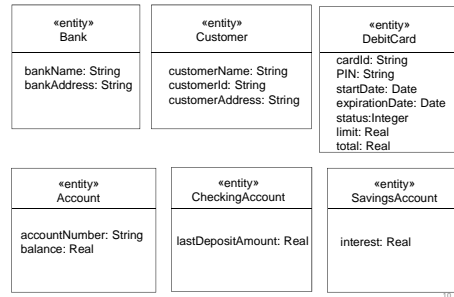 «entity»
Bank
bankName: String
bankAddress: String
«entity»
Customer
customerName: String
customerId: String
customerAddress: String
«entity»
DebitCard
cardId: String
PIN: String
startDate: Date
expirationDate: Date
status:Integer
limit: Real
total: Real
«entity»
Account
accountNumber: String
balance: Real
«entity»
CheckingAccount
lastDepositAmount: Real
«entity»
SavingsAccount
interest: Real
10